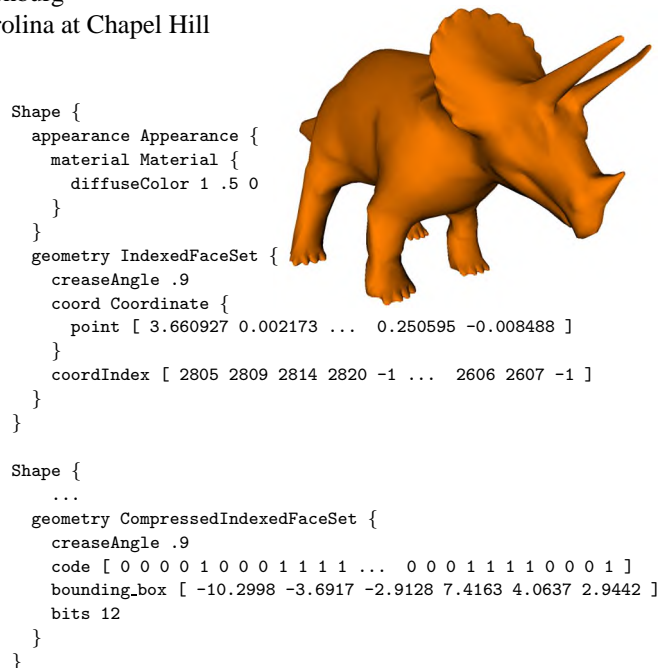 olina at Chapel Hill
Shape {
appearance Appearance {
material Material {
diffuseColor 1 .5 0
}
}
geometry IndexedFaceSet {
creaseAngle .9
coord Coordinate {
point [ 3.660927 0.002173 ... 0.250595 -0.008488 ]
}
coordIndex [ 2805 2809 2814 2820 -1 ... 2606 2607 -1 ]
}
}
Shape {
...
geometry CompressedIndexedFaceSet {
creaseAngle .9
code [ 0 0 0 0 1 0 0 0 1 1 1 1 ... 0 0 0 1 1 1 1 0 0 0 1 ]
bounding_box [ -10.2998 -3.6917 -2.9128 7.4163 4.0637 2.9442 ]
bits 12
}
}